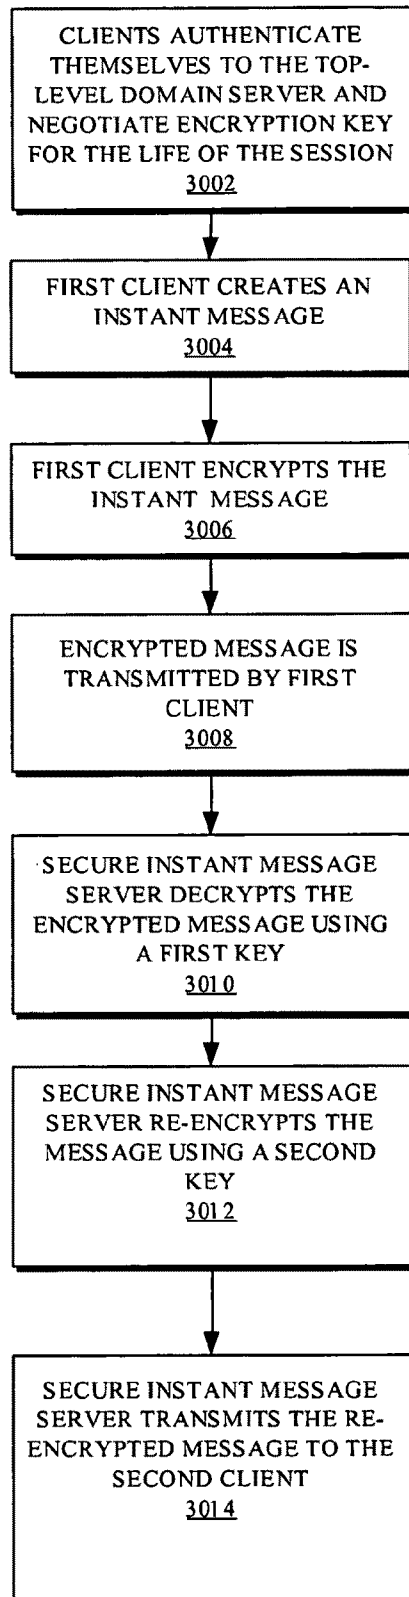 CLIENTS AUTHENTICATE
THEMSELVES TO THE TOP-
LEVEL DOMAIN SERVER AND
NEGOTIATE ENCRYPTION KEY
FOR THE LIFE OF THE SESSION
3002
FIRST CLIENT CREATES AN
INSTANT MESSAGE
3004
FIRST CLIENT ENCRYPTS THE
INSTANT MESSAGE
3006
ENCRYPTED MESSAGE IS
TRANSMITTED BY FIRST
CLIENT
3008
SECURE INSTANT MESSAGE
SERVER DECRYPTS THE
ENCRYPTED MESSAGE USING
A FIRST KEY
3010
SECURE INSTANT MESSAGE
SERVER RE-ENCRYPTS THE
MESSAGE USING A SECOND
KEY
3012
SECURE INSTANT MESSAGE
SERVER TRANSMITS THE RE-
ENCRYPTED MESSAGE TO THE
SECOND CLIENT
3014